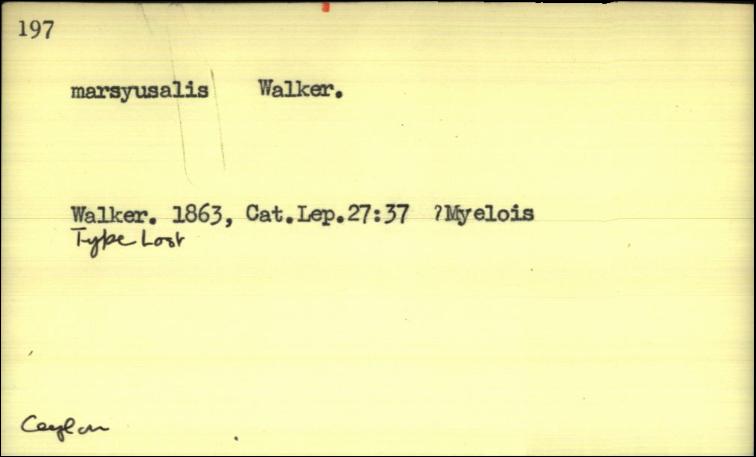 197
marsyusalis Walker.
Walker. 1863, Cat.Lep.27:37 ?Myelois
Type Lost
Ceylon